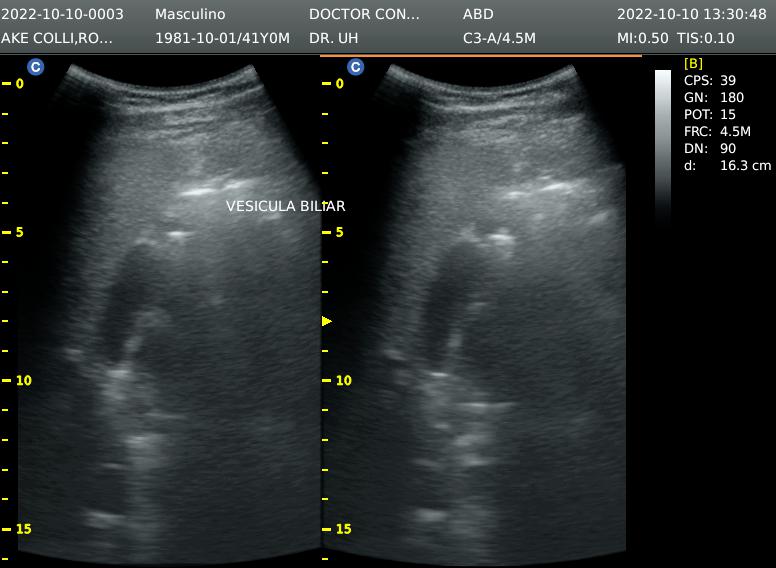 2022-10-10-0003 Masculino DOCTOR CON... ABD 2022-10-10 13:30:48
AKE COLLI,RO... 1981-10-01/41Y0M DR. UH C3-A/4.5M MI:0.50 TIS:0.10
C C
[B]
CPS: 39
GN: 180
POT: 15
FRC: 4.5M
DN: 90
d: 16.3 cm
0 0
VESICULA BILIAR
5 5
10 10
15 15